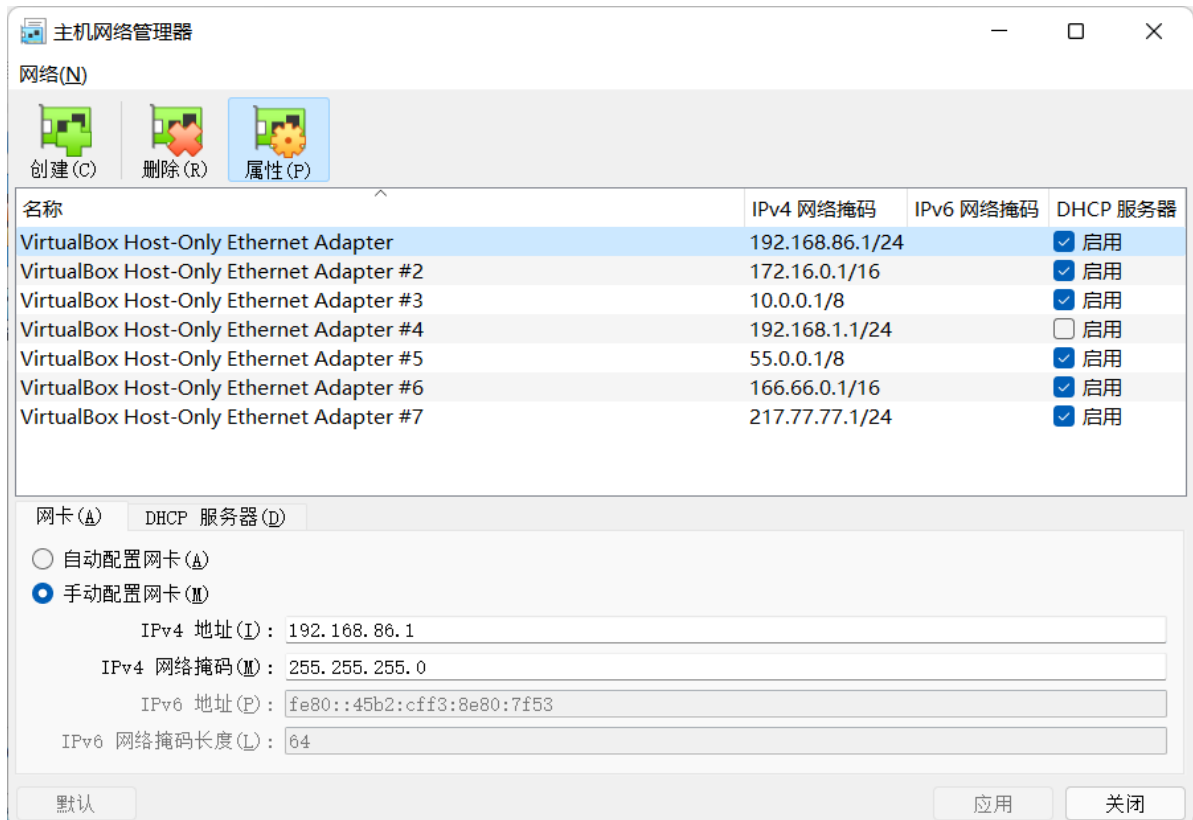 主机网络管理器
网络(N)
创建(C) 删除(R) 属性(P)
名称 IPv4 网络掩码 IPv6 网络掩码 DHCP 服务器
VirtualBox Host-Only Ethernet Adapter 192.168.86.1/24 启用
VirtualBox Host-Only Ethernet Adapter #2 172.16.0.1/16 启用
VirtualBox Host-Only Ethernet Adapter #3 10.0.0.1/8 启用
VirtualBox Host-Only Ethernet Adapter #4 192.168.1.1/24 启用
VirtualBox Host-Only Ethernet Adapter #5 55.0.0.1/8 启用
VirtualBox Host-Only Ethernet Adapter #6 166.66.0.1/16 启用
VirtualBox Host-Only Ethernet Adapter #7 217.77.77.1/24 启用
网卡(A) DHCP 服务器(D)
自动配置网卡(A)
手动配置网卡(M)
IPv4 地址(I): 192.168.86.1
IPv4 网络掩码(M): 255.255.255.0
IPv6 地址(P): fe80::45b2:cff3:8e80:7f53
IPv6 网络掩码长度(L): 64
默认 应用 关闭